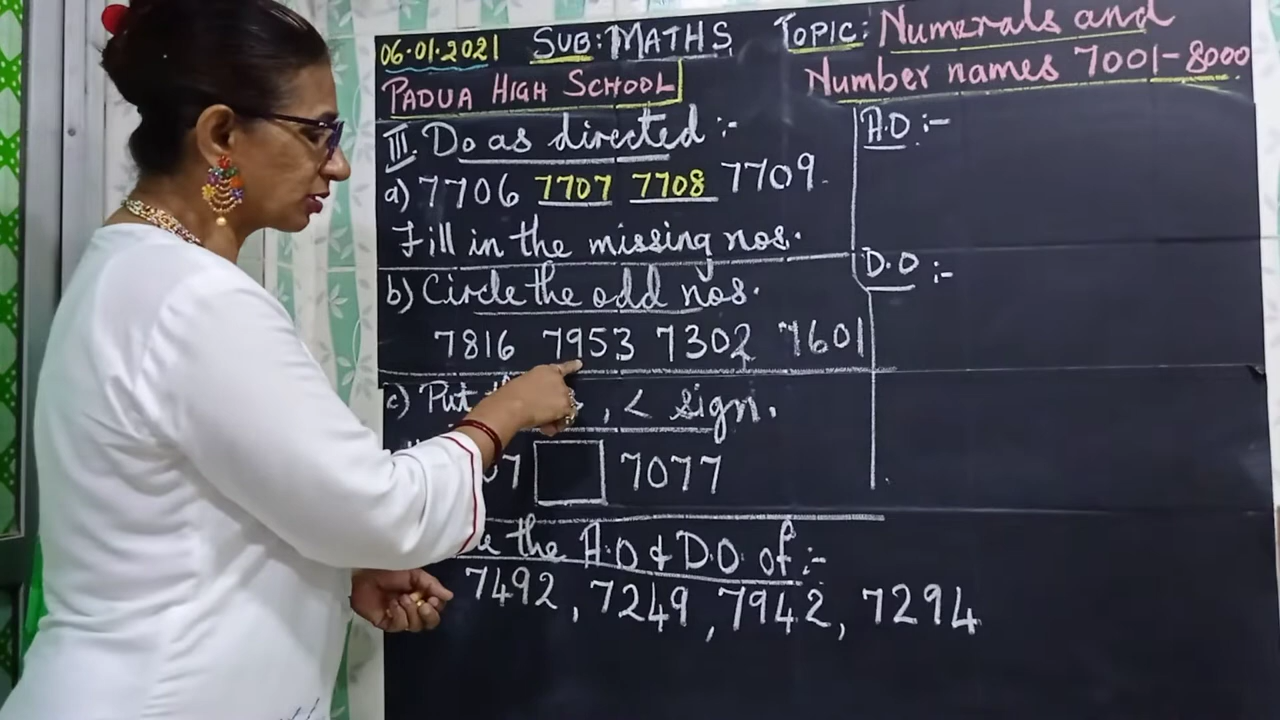 06.01.2021 SUB: MATHS TOPIC: Numerals and
PADUA HIGH SCHOOL Number names 7001-8000
III. Do as directed :-
a) 7706 7707 7708 7709.
Fill in the missing nos.
b) Circle the odd nos.
7816 7953 7302 7601
c) Put , < sign.
7077
the A.O & D.O of :-
7492, 7249, 7942, 7294
A.O :-
D.O :-